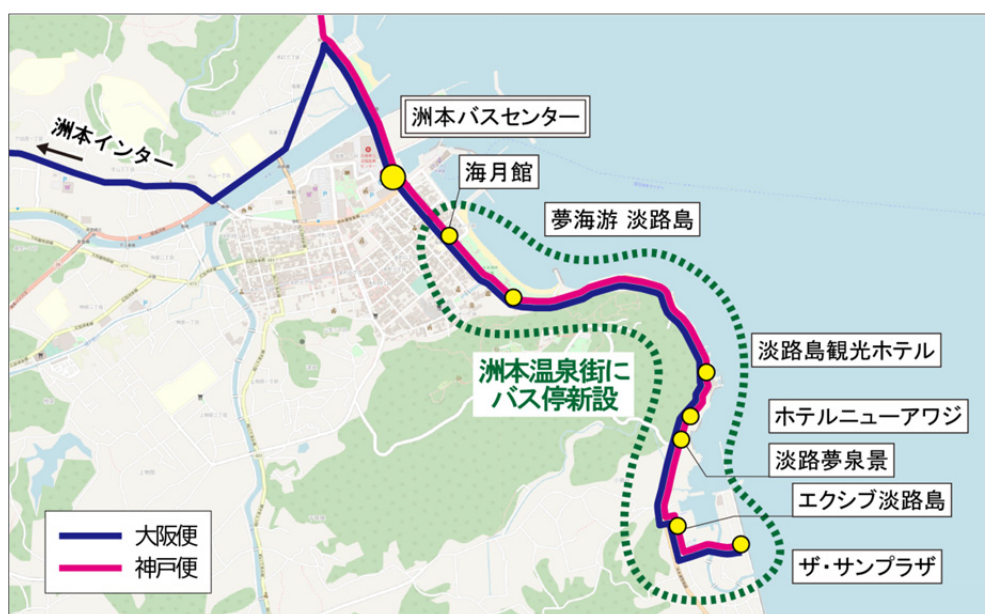 洲本バスセンター
洲本インター
海月館
夢海游 淡路島
淡路島観光ホテル
洲本温泉街に
バス停新設
ホテルニューアワジ
淡路夢泉景
エクシブ淡路島
ザ・サンプラザ
大阪便
神戸便